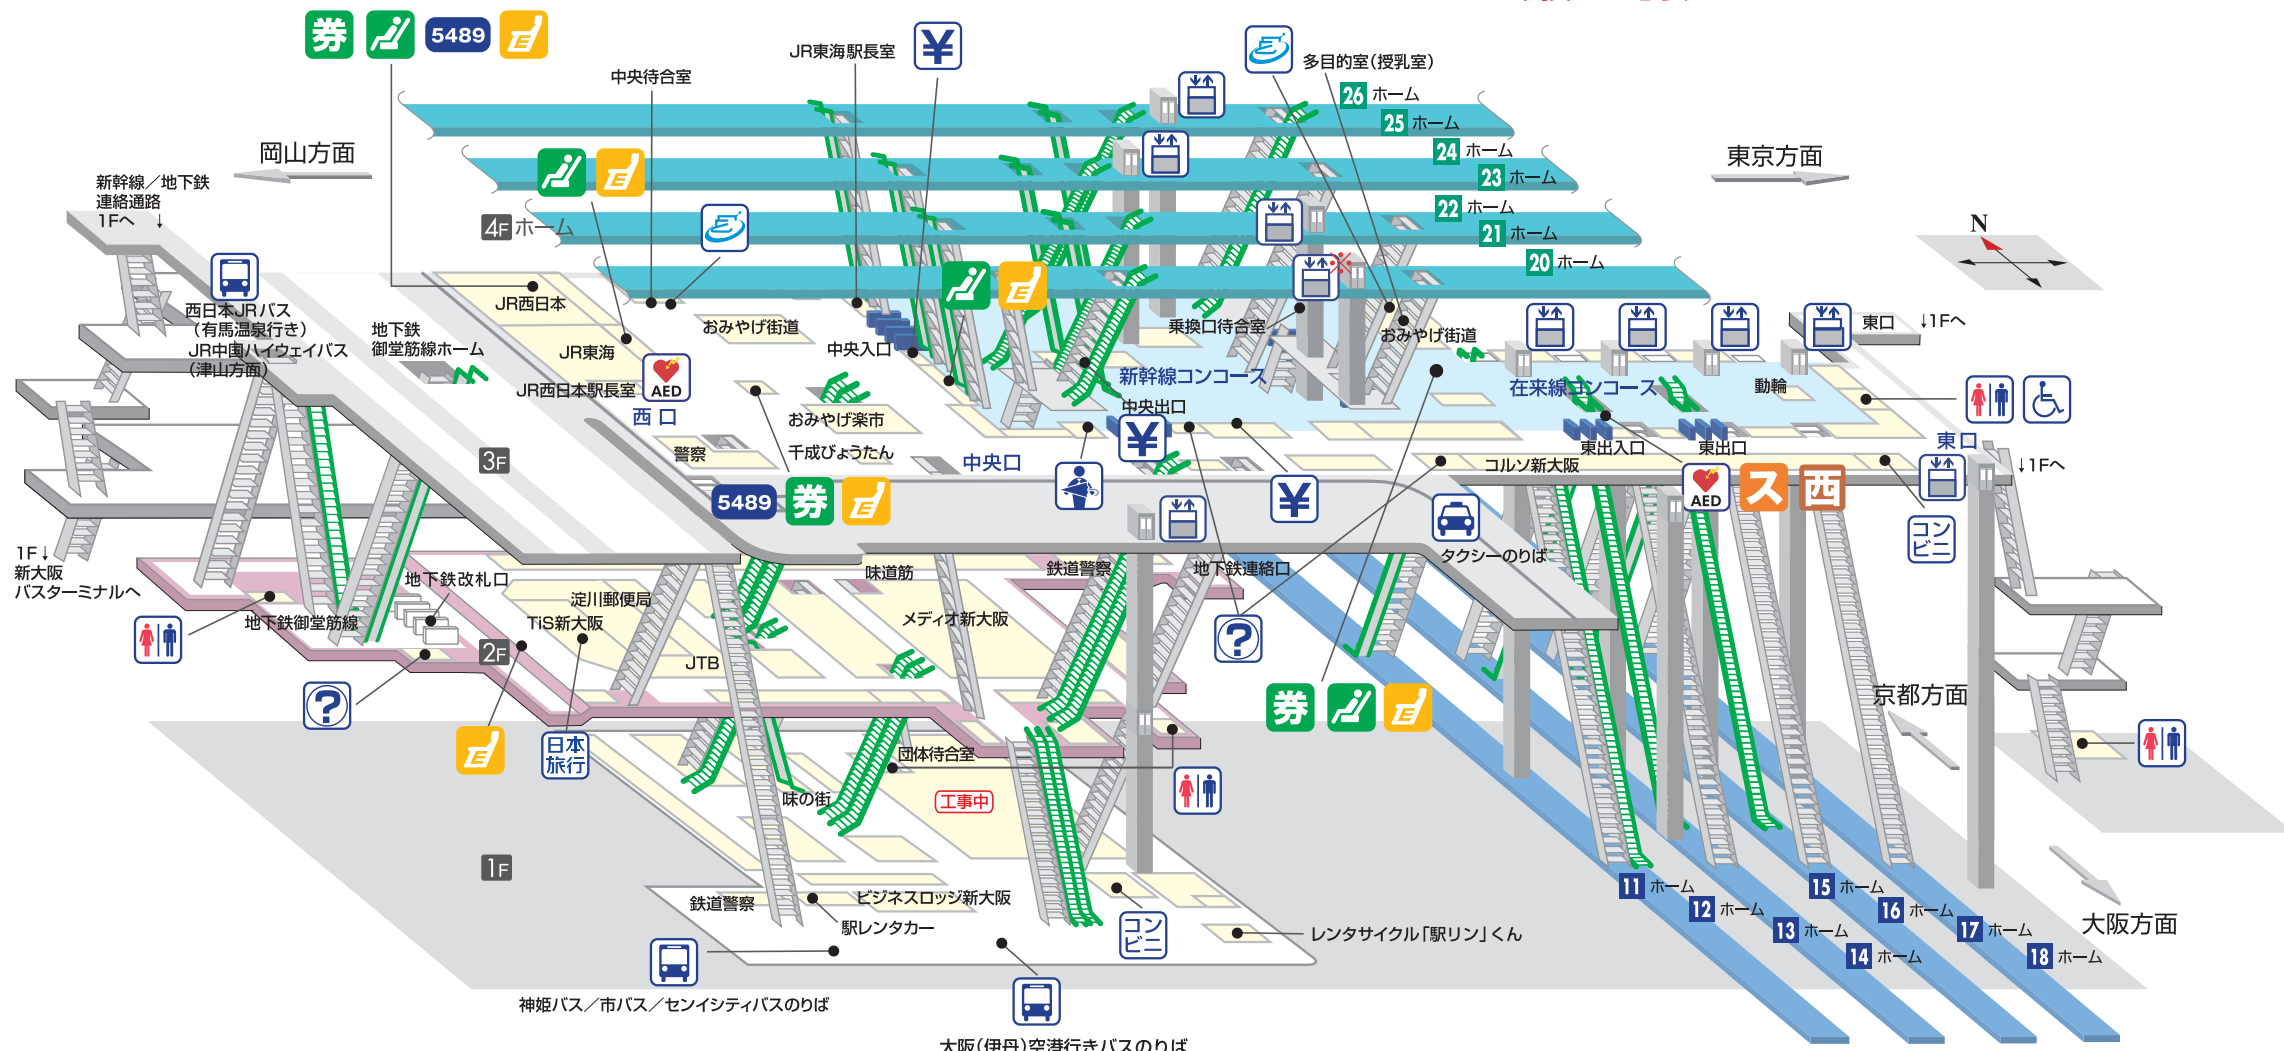 券
5489
E
JR東海駅長室
¥
中央待合室
E
多目的室（授乳室）
26 ホーム
25 ホーム
24 ホーム
23 ホーム
22 ホーム
21 ホーム
20 ホーム
岡山方面
東京方面
N
新幹線／地下鉄
連絡通路
1Fへ ↓
E
E
4F ホーム
西日本JRバス
（有馬温泉行き）
JR中国ハイウェイバス
（津山方面）
地下鉄
御堂筋線ホーム
JR西日本
JR東海
JR西日本駅長室
AED
西 口
おみやげ街道
中央入口
E
乗換口待合室
おみやげ街道
新幹線コンコース
在来線コンコース
動輪
東口
↓1Fへ
おみやげ楽市
千成びょうたん
警察
中央口
中央出口
¥
3F
5489
券
E
¥
コルソ新大阪
東出入口
東出口
AED
ス
西
東 口
↓1Fへ
コン
ビニ
タクシーのりば
1F↓
新大阪
バスターミナルへ
地下鉄改札口
地下鉄御堂筋線
味道筋
鉄道警察
地下鉄連絡口
淀川郵便局
TiS新大阪
メディオ新大阪
2F
JTB
?
?
E
日本
旅行
券
E
京都方面
団体待合室
味の街
工事中
1F
鉄道警察
ビジネスロッジ新大阪
駅レンタカー
コン
ビニ
レンタサイクル「駅リン」くん
11 ホーム
12 ホーム
13 ホーム
14 ホーム
15 ホーム
16 ホーム
17 ホーム
18 ホーム
大阪方面
神姫バス／市バス／センイシティバスのりば
大阪（伊丹）空港行きバスのりば